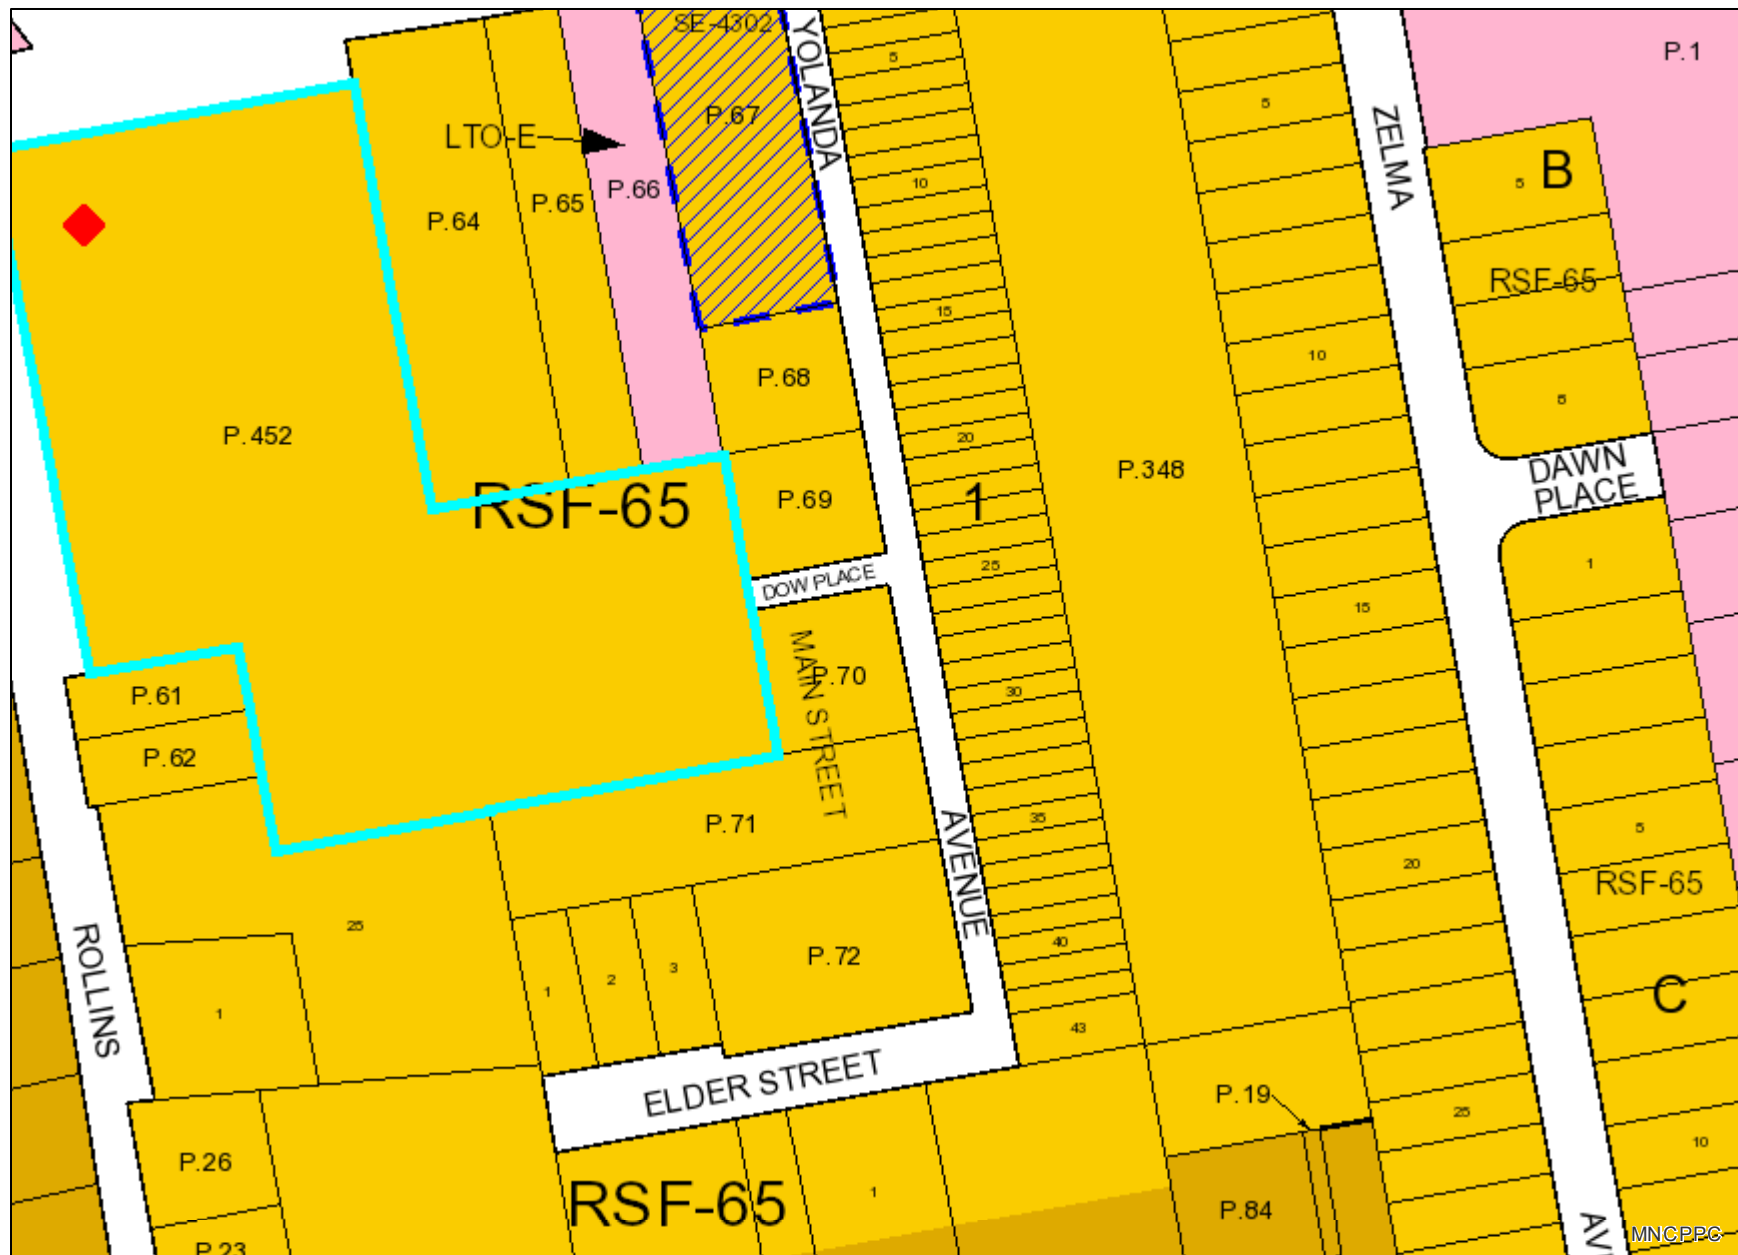 SE-4302
YOLANDA
P.1
5
P.67
LTO-E
ZELMA
5
B
5
10
P.66
P.65
P.64
RSF-65
15
10
P.68
8
P.452
20
P.348
DAWN
PLACE
RSF-65
P.69
1
25
1
DOW PLACE
15
MAIN STREET
P.70
30
P.61
P.62
P.71
AVENUE
35
5
20
RSF-65
25
ROLLINS
40
P.72
3
2
1
C
1
43
ELDER STREET
P.19
25
10
P.26
RSF-65
1
P.84
P.23
AV
MNCPPC